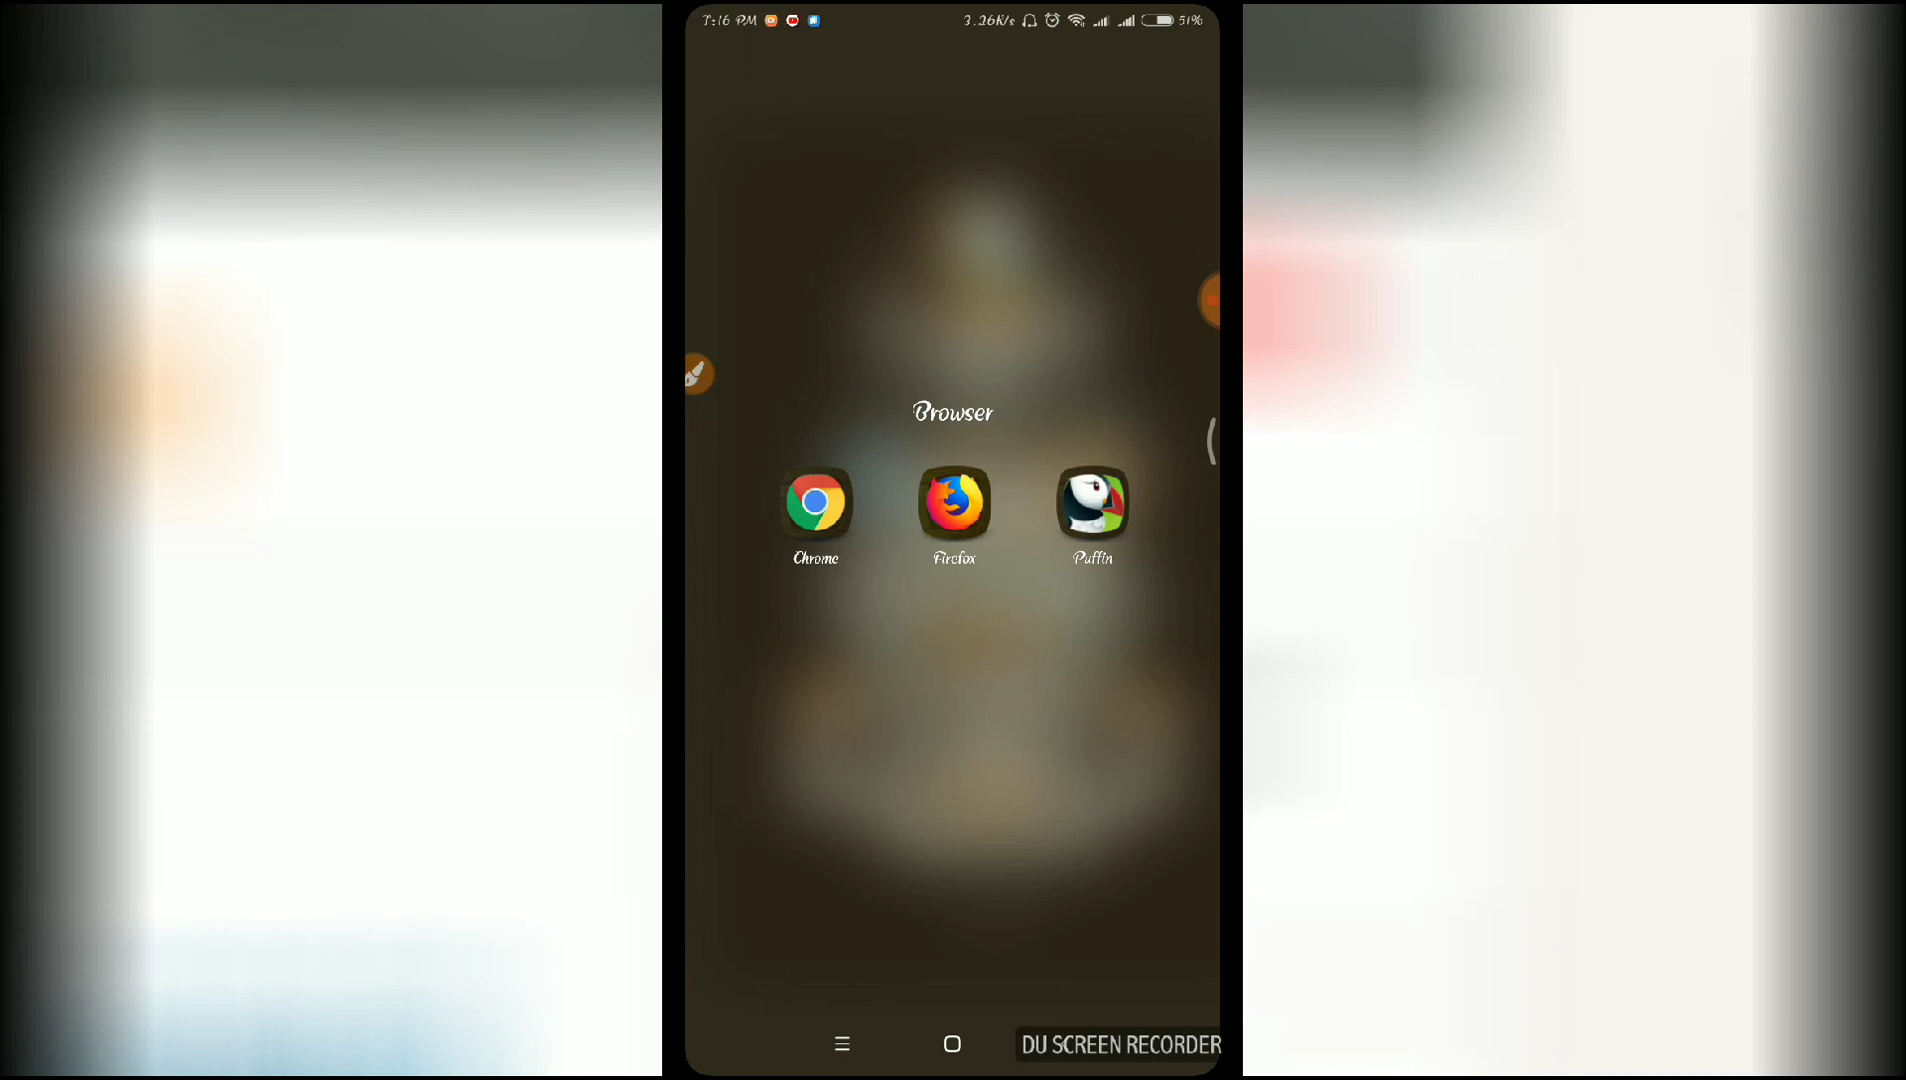 7:16 PM 3.26K/s 51%
Browser
Chrome Firefox Puffin
DU SCREEN RECORDER